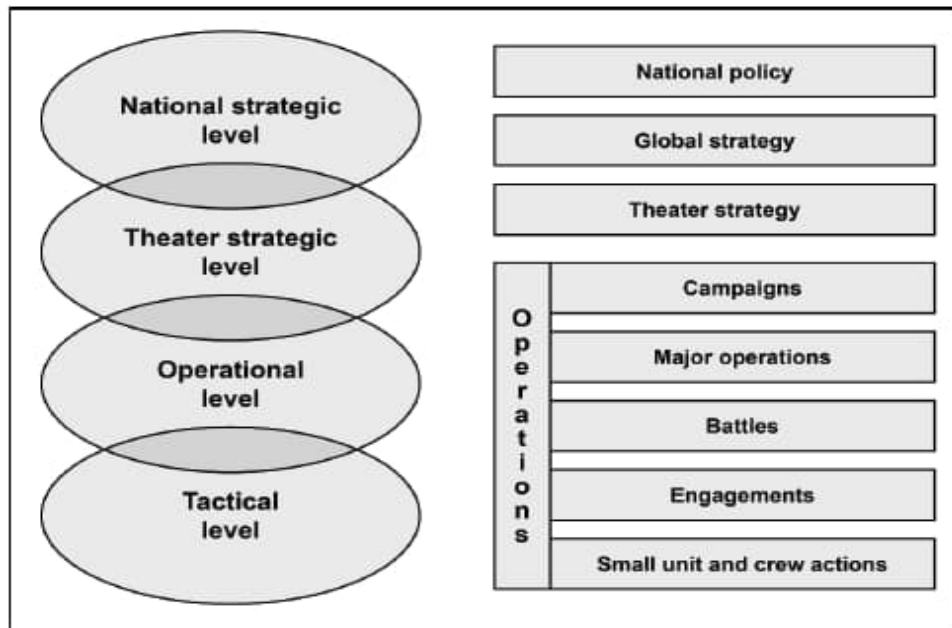 National strategic
level
Theater strategic
level
Operational
level
Tactical
level
National policy
Global strategy
Theater strategy
Operations
Campaigns
Major operations
Battles
Engagements
Small unit and crew actions